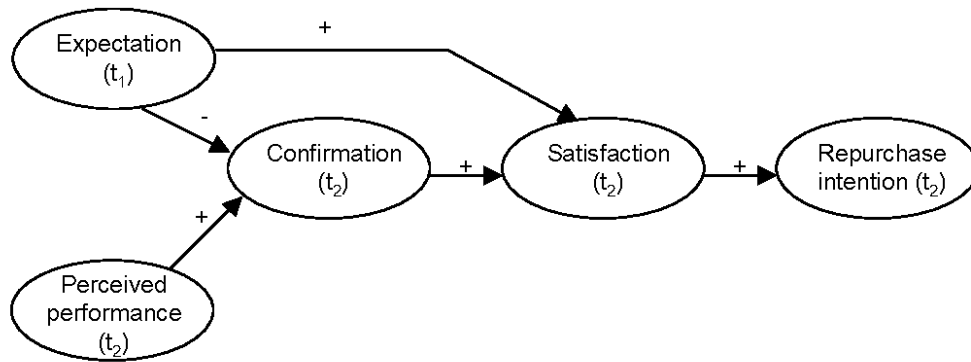 Expectation
(t₁)
+
-
Confirmation
(t₂)
+
Satisfaction
(t₂)
+
Repurchase
intention (t₂)
+
Perceived
performance
(t₂)